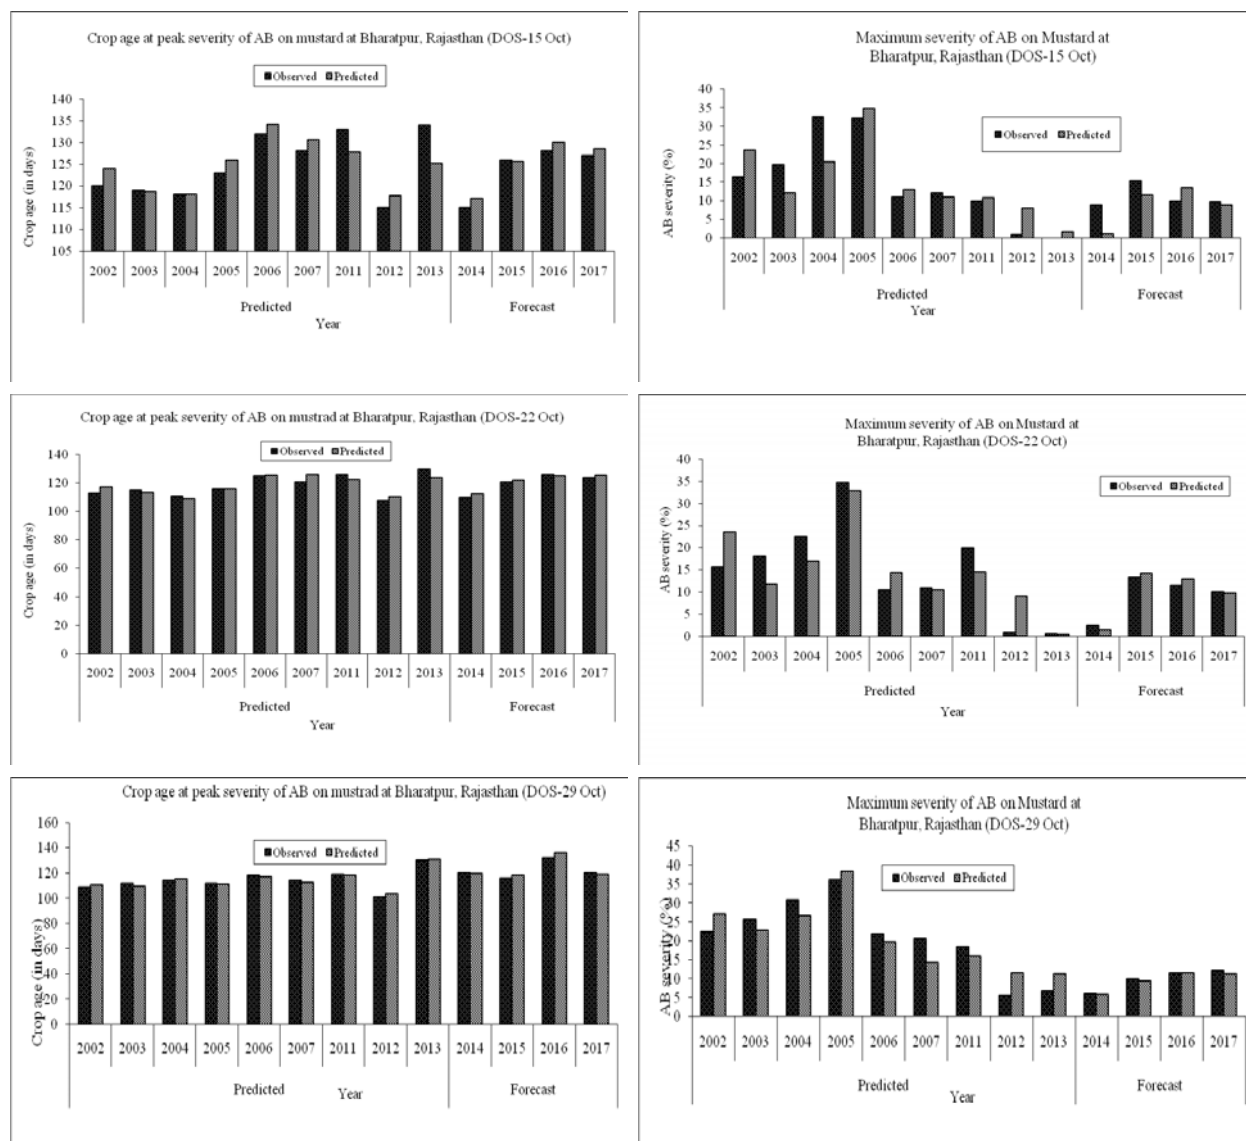 Crop age at peak severity of AB on mustard at Bharatpur, Rajasthan (DOS-15 Oct)
Observed Predicted
Crop age (in days)
140
135
130
125
120
115
110
105
2002 2003 2004 2005 2006 2007 2011 2012 2013 2014 2015 2016 2017
Predicted Forecast
Year
Maximum severity of AB on Mustard at
Bharatpur, Rajasthan (DOS-15 Oct)
Observed Predicted
AB severity (%)
40
35
30
25
20
15
10
5
0
2002 2003 2004 2005 2006 2007 2011 2012 2013 2014 2015 2016 2017
Predicted Forecast
Year
Crop age at peak severity of AB on mustrad at Bharatpur, Rajasthan (DOS-22 Oct)
Observed Predicted
Crop age (in days)
140
120
100
80
60
40
20
0
2002 2003 2004 2005 2006 2007 2011 2012 2013 2014 2015 2016 2017
Predicted Forecast
Year
Maximum severity of AB on Mustard at
Bharatpur, Rajasthan (DOS-22 Oct)
Observed Predicted
AB severity (%)
40
35
30
25
20
15
10
5
0
2002 2003 2004 2005 2006 2007 2011 2012 2013 2014 2015 2016 2017
Predicted Forecast
Year
Crop age at peak severity of AB on mustrad at Bharatpur, Rajasthan (DOS-29 Oct)
Observed Predicted
Crop age (in days)
160
140
120
100
80
60
40
20
0
2002 2003 2004 2005 2006 2007 2011 2012 2013 2014 2015 2016 2017
Predicted Forecast
Year
Maximum severity of AB on Mustard at
Bharatpur, Rajasthan (DOS-29 Oct)
Observed Predicted
AB severity (%)
45
40
35
30
25
20
15
10
5
0
2002 2003 2004 2005 2006 2007 2011 2012 2013 2014 2015 2016 2017
Predicted Forecast
Year